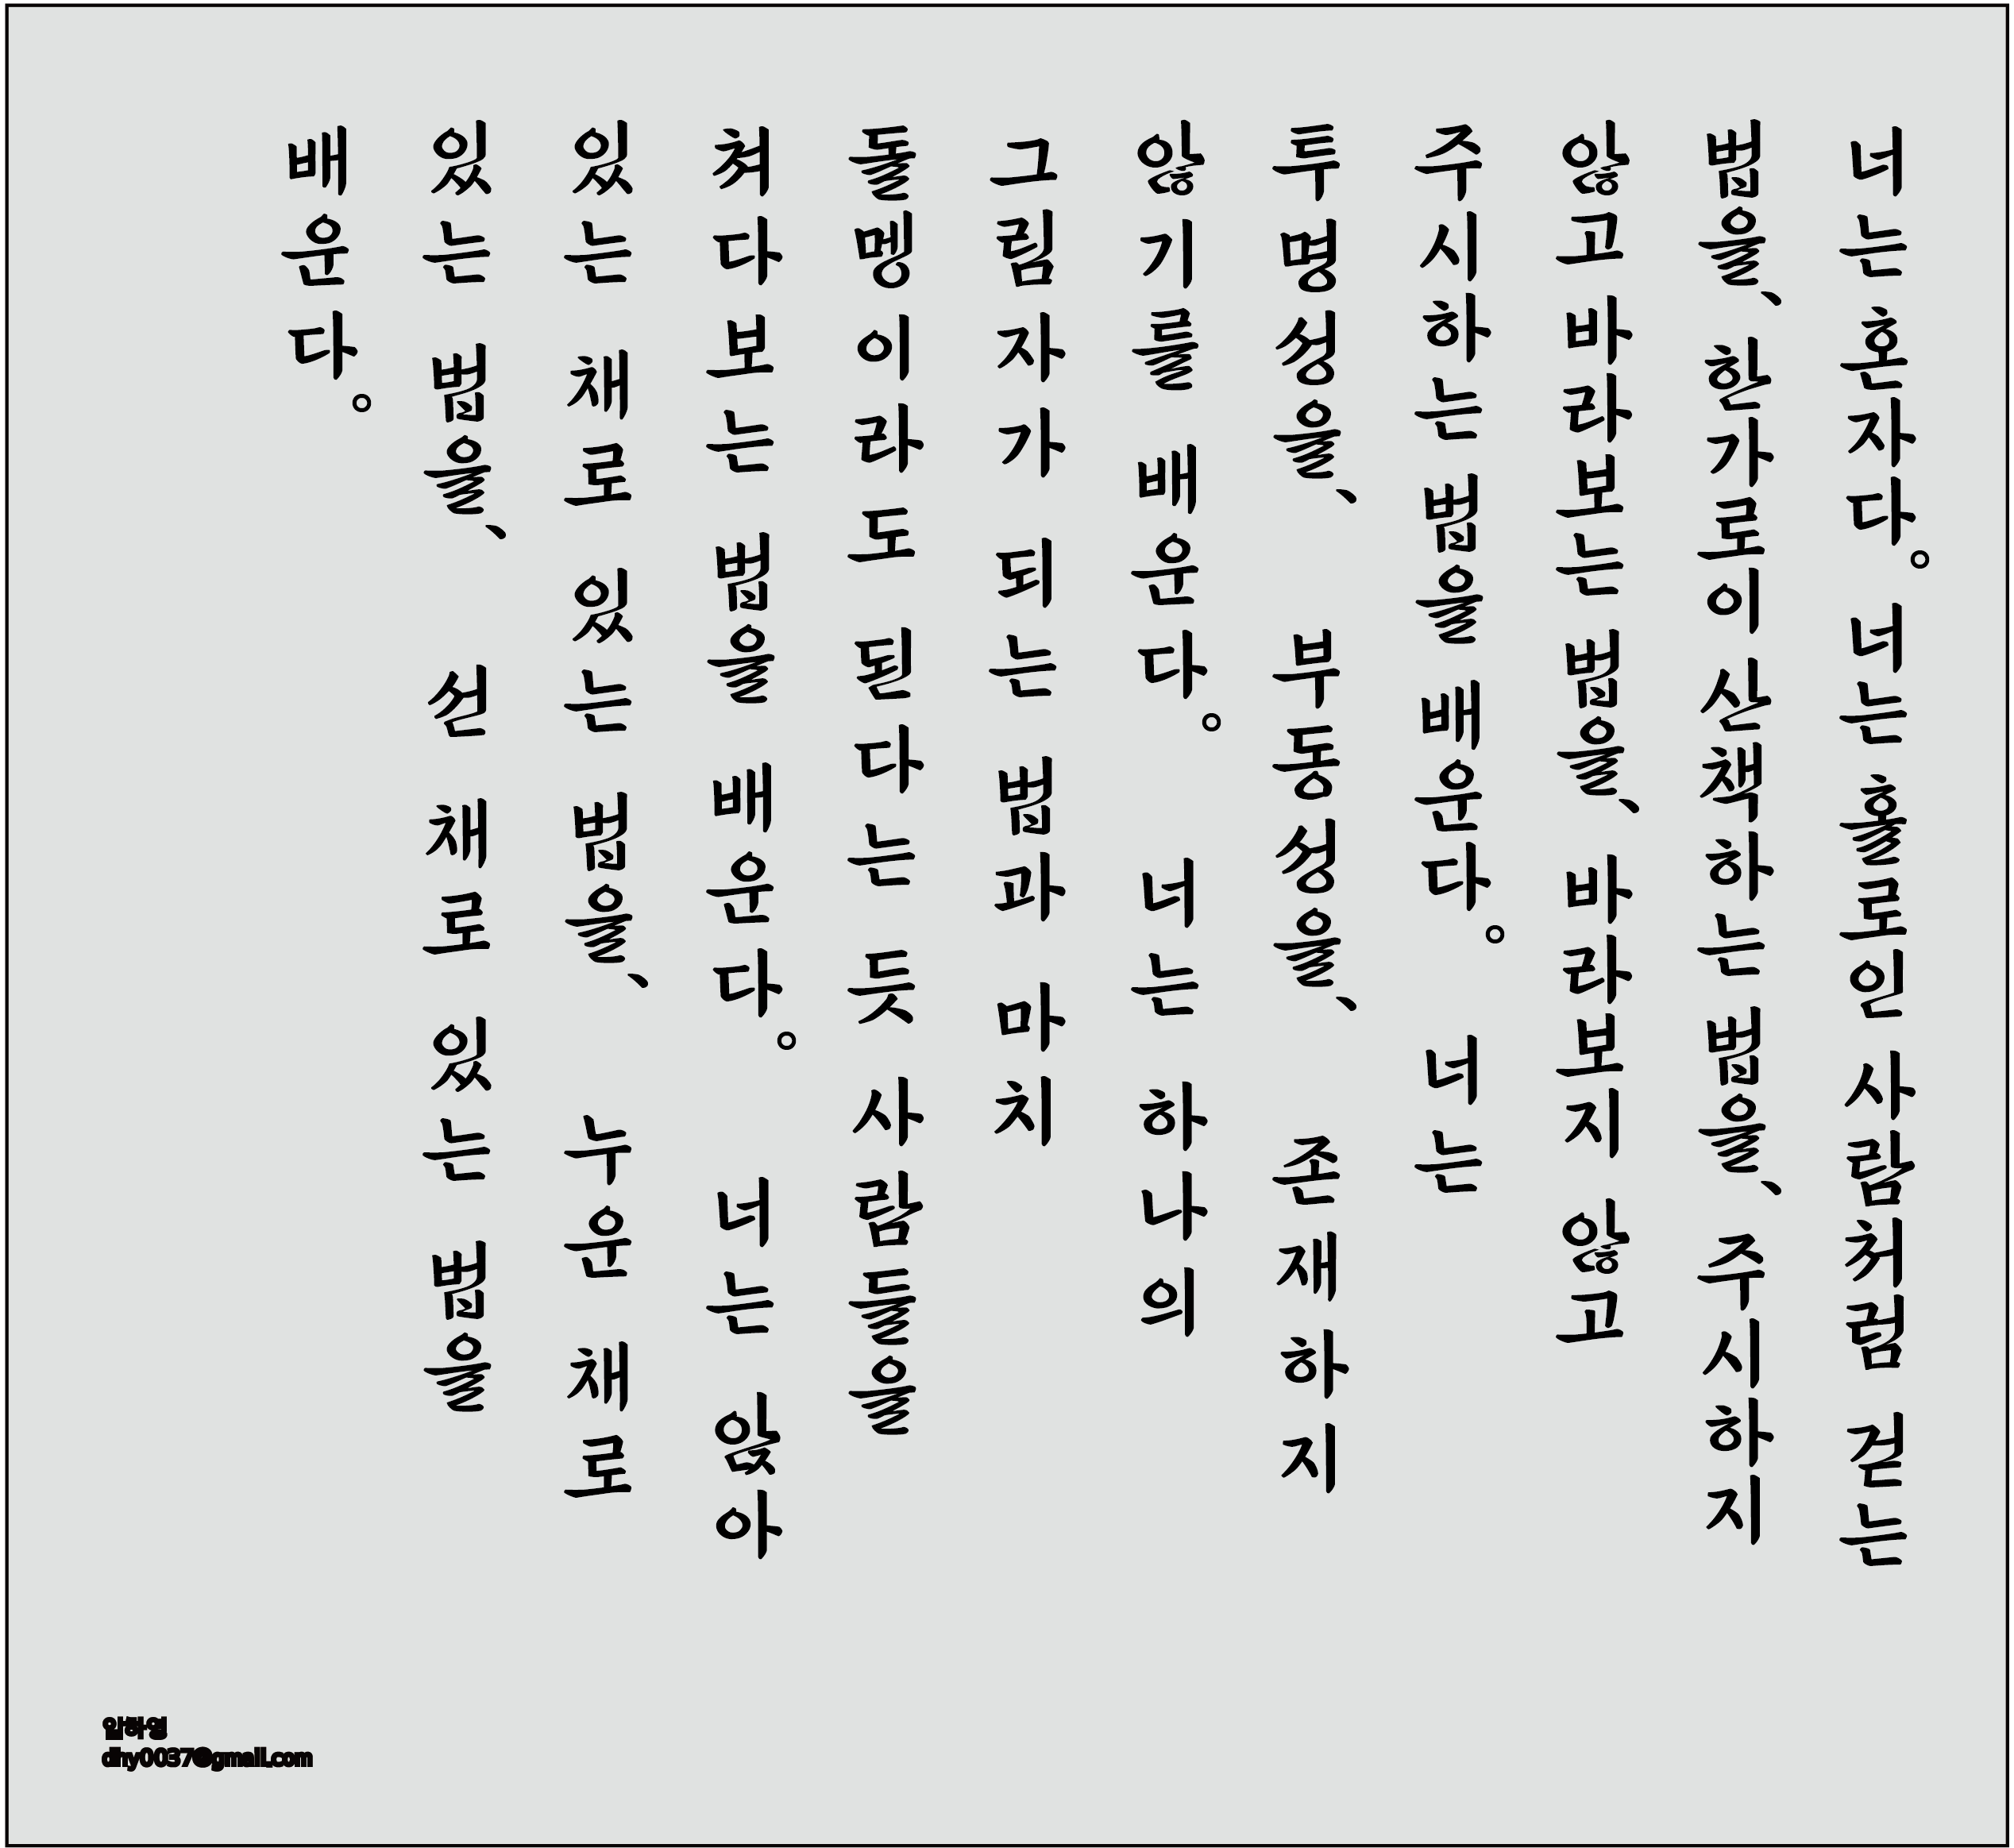 너는 혼자다。 너는 홀로인 사람처럼 걷는
법을、 한가로이 산책하는 법을、 주시하지
않고 바라보는 법을、 바라보지 않고
주시하는 법을 배운다。 너는
투명성을、 부동성을、 존재하지
않기를 배운다。 너는 하나의
그림자가 되는 법과 마치
돌멩이라도 된다는 듯 사람들을
쳐다보는 법을 배운다。 너는 앉아
있는 채로 있는 법을、 누운 채로
있는 법을、 선 채로 있는 법을
배운다。
dhy0037@gmail.com